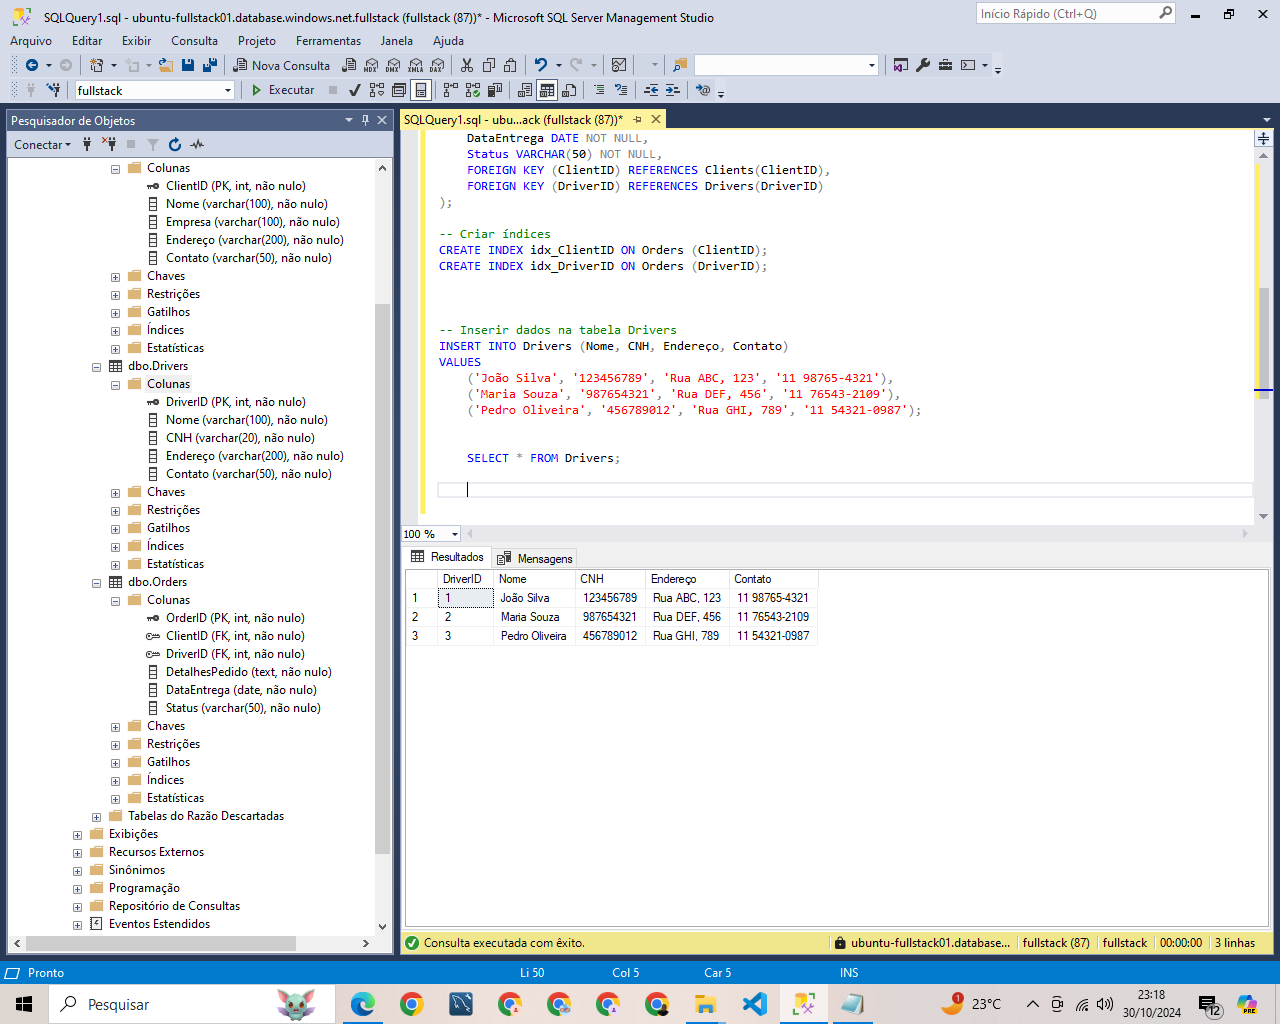 SQLQuery1.sql - ubuntu-fullstack01.database.windows.net.fullstack (fullstack (87))* - Microsoft SQL Server Management Studio
Início Rápido (Ctrl+Q)
Arquivo Editar Exibir Consulta Projeto Ferramentas Janela Ajuda
Nova Consulta
MDX DMX XMLA DAX
fullstack
Executar
Pesquisador de Objetos
Conectar
Colunas
ClientID (PK, int, não nulo)
Nome (varchar(100), não nulo)
Empresa (varchar(100), não nulo)
Endereço (varchar(200), não nulo)
Contato (varchar(50), não nulo)
Chaves
Restrições
Gatilhos
Índices
Estatísticas
dbo.Drivers
Colunas
DriverID (PK, int, não nulo)
Nome (varchar(100), não nulo)
CNH (varchar(20), não nulo)
Endereço (varchar(200), não nulo)
Contato (varchar(50), não nulo)
Chaves
Restrições
Gatilhos
Índices
Estatísticas
dbo.Orders
Colunas
OrderID (PK, int, não nulo)
ClientID (FK, int, não nulo)
DriverID (FK, int, não nulo)
DetalhesPedido (text, não nulo)
DataEntrega (date, não nulo)
Status (varchar(50), não nulo)
Chaves
Restrições
Gatilhos
Índices
Estatísticas
Tabelas do Razão Descartadas
Exibições
Recursos Externos
Sinônimos
Programação
Repositório de Consultas
Eventos Estendidos
SQLQuery1.sql - ubu...ack (fullstack (87))*
DataEntrega DATE NOT NULL,
Status VARCHAR(50) NOT NULL,
FOREIGN KEY (ClientID) REFERENCES Clients(ClientID),
FOREIGN KEY (DriverID) REFERENCES Drivers(DriverID)
);
-- Criar índices
CREATE INDEX idx_ClientID ON Orders (ClientID);
CREATE INDEX idx_DriverID ON Orders (DriverID);
-- Inserir dados na tabela Drivers
INSERT INTO Drivers (Nome, CNH, Endereço, Contato)
VALUES
('João Silva', '123456789', 'Rua ABC, 123', '11 98765-4321'),
('Maria Souza', '987654321', 'Rua DEF, 456', '11 76543-2109'),
('Pedro Oliveira', '456789012', 'Rua GHI, 789', '11 54321-0987');
SELECT * FROM Drivers;
100 %
Resultados Mensagens
DriverID Nome CNH Endereço Contato
1 1 João Silva 123456789 Rua ABC, 123 11 98765-4321
2 2 Maria Souza 987654321 Rua DEF, 456 11 76543-2109
3 3 Pedro Oliveira 456789012 Rua GHI, 789 11 54321-0987
Consulta executada com êxito.
ubuntu-fullstack01.database... fullstack (87) fullstack 00:00:00 3 linhas
Pronto Li 50 Col 5 Car 5 INS
Pesquisar
1
23°C
23:18
30/10/2024
12
PRE